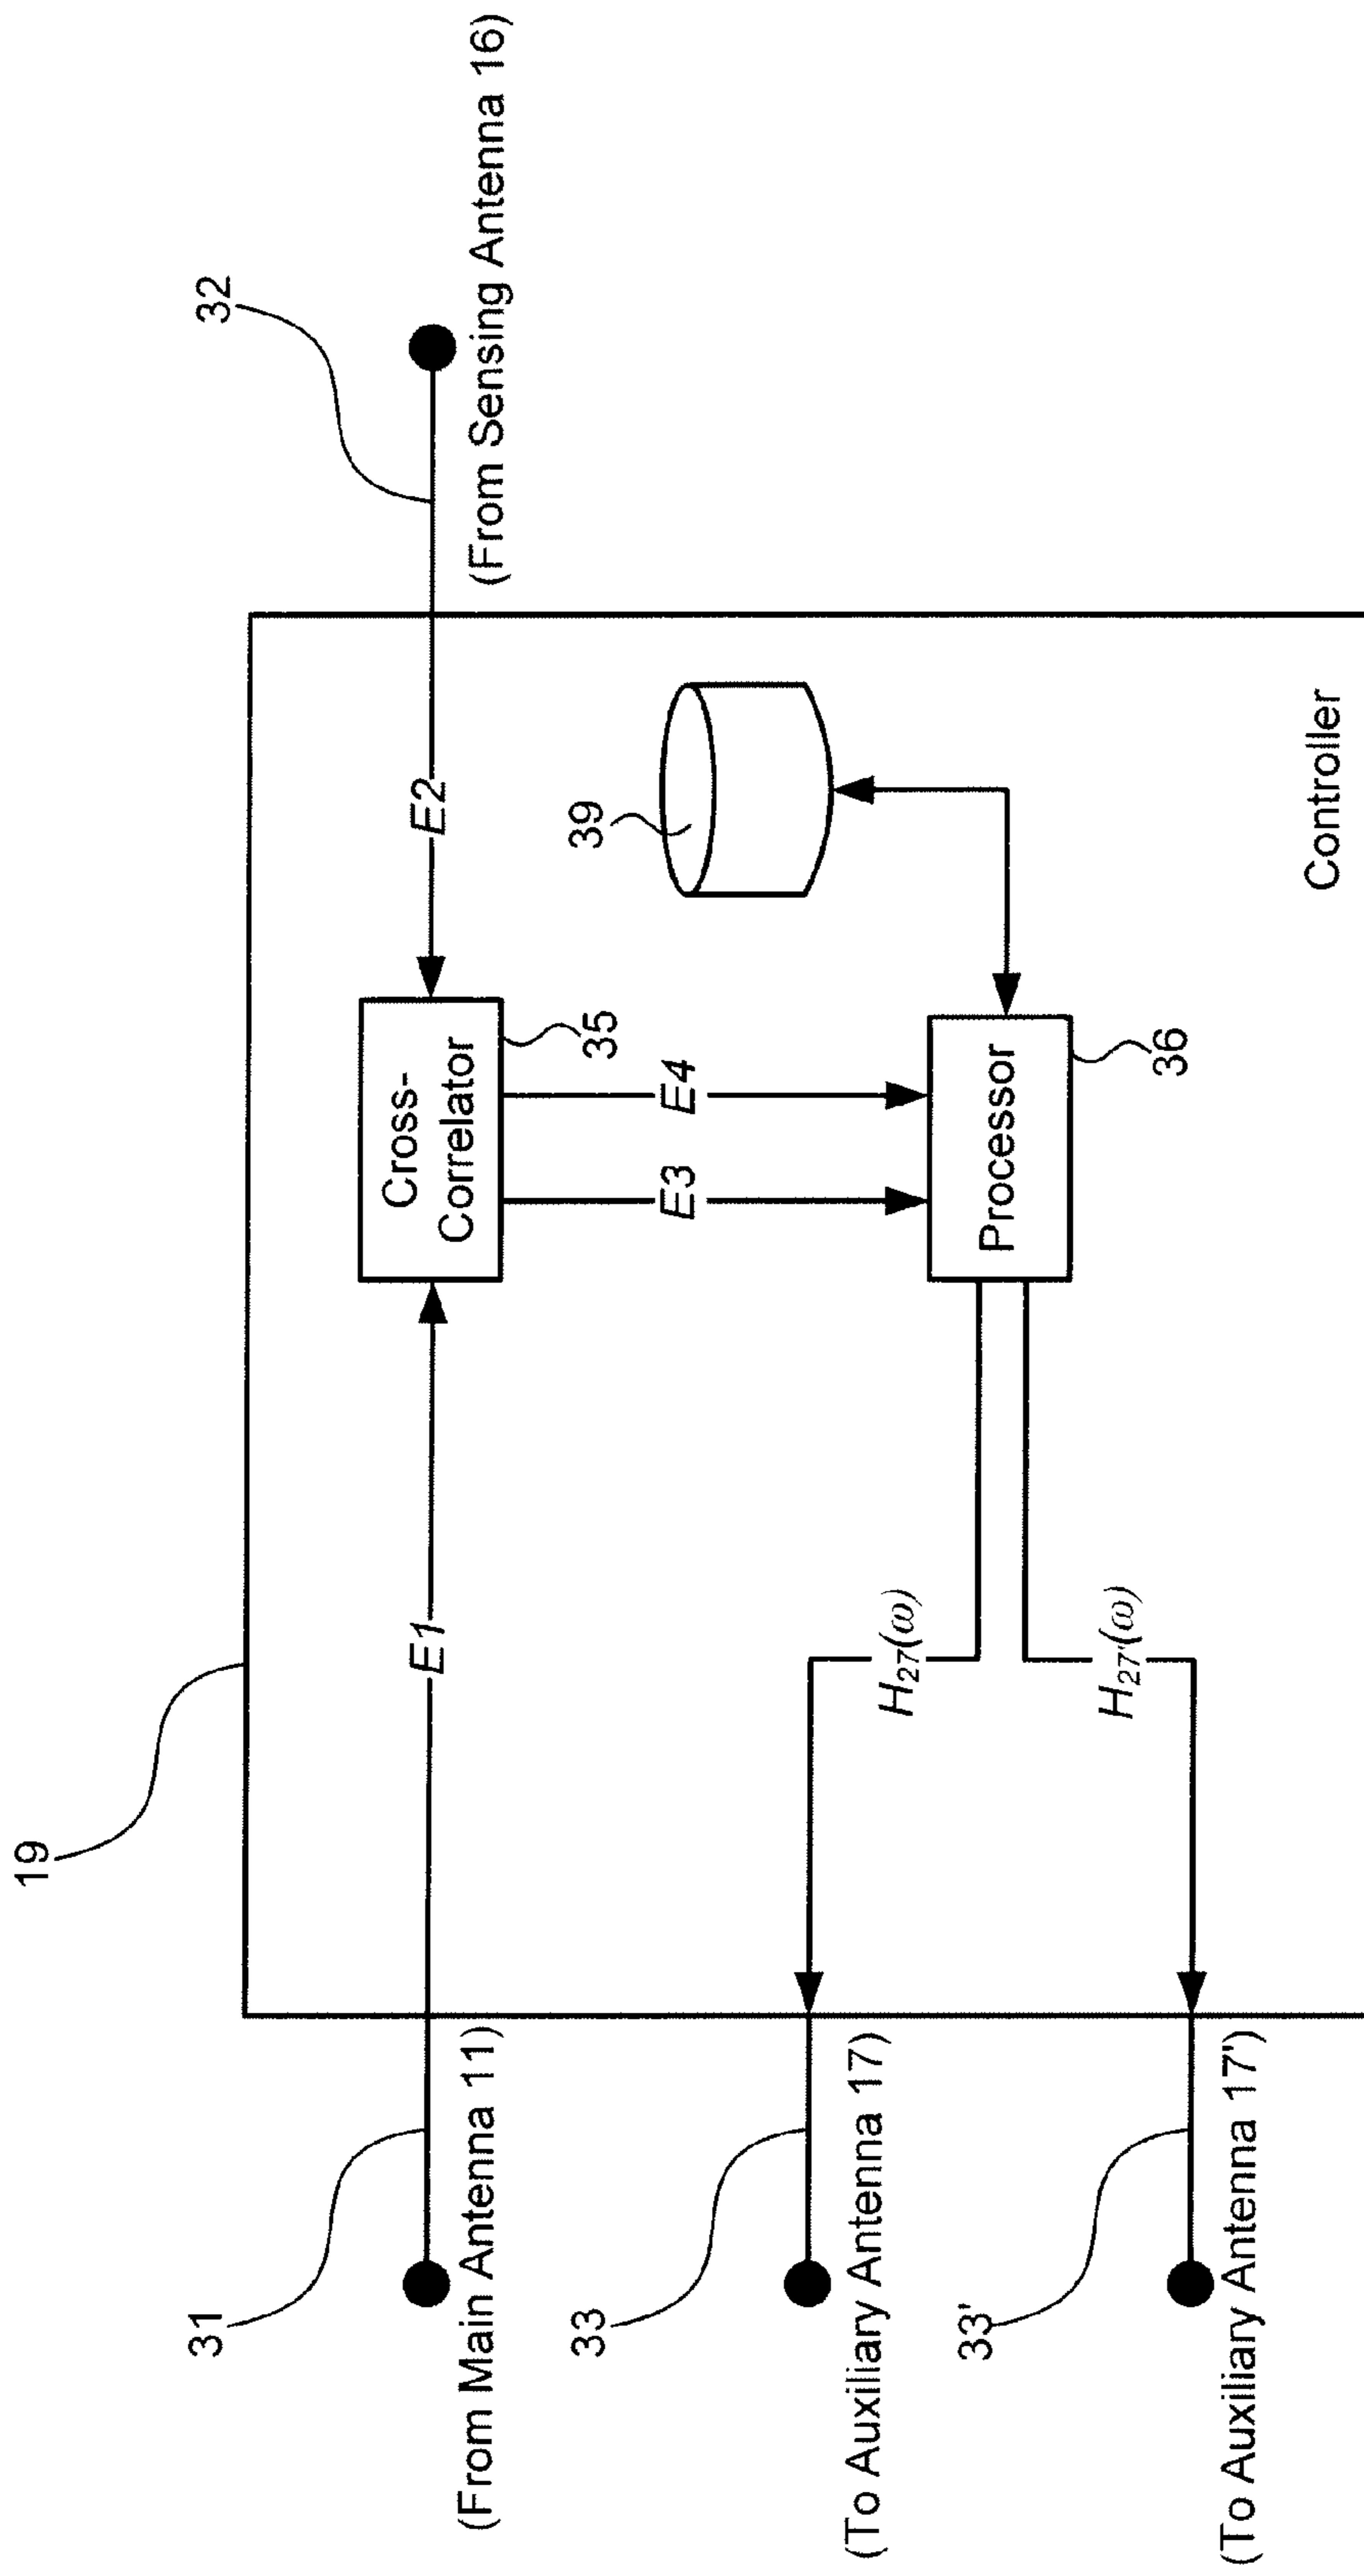 19
31
(From Main Antenna 11)
E1
Cross-
Correlator
35
E2
32
(From Sensing Antenna 16)
E3
E4
39
33
(To Auxiliary Antenna 17)
H27(ω)
Processor
36
33'
(To Auxiliary Antenna 17')
H27'(ω)
Controller